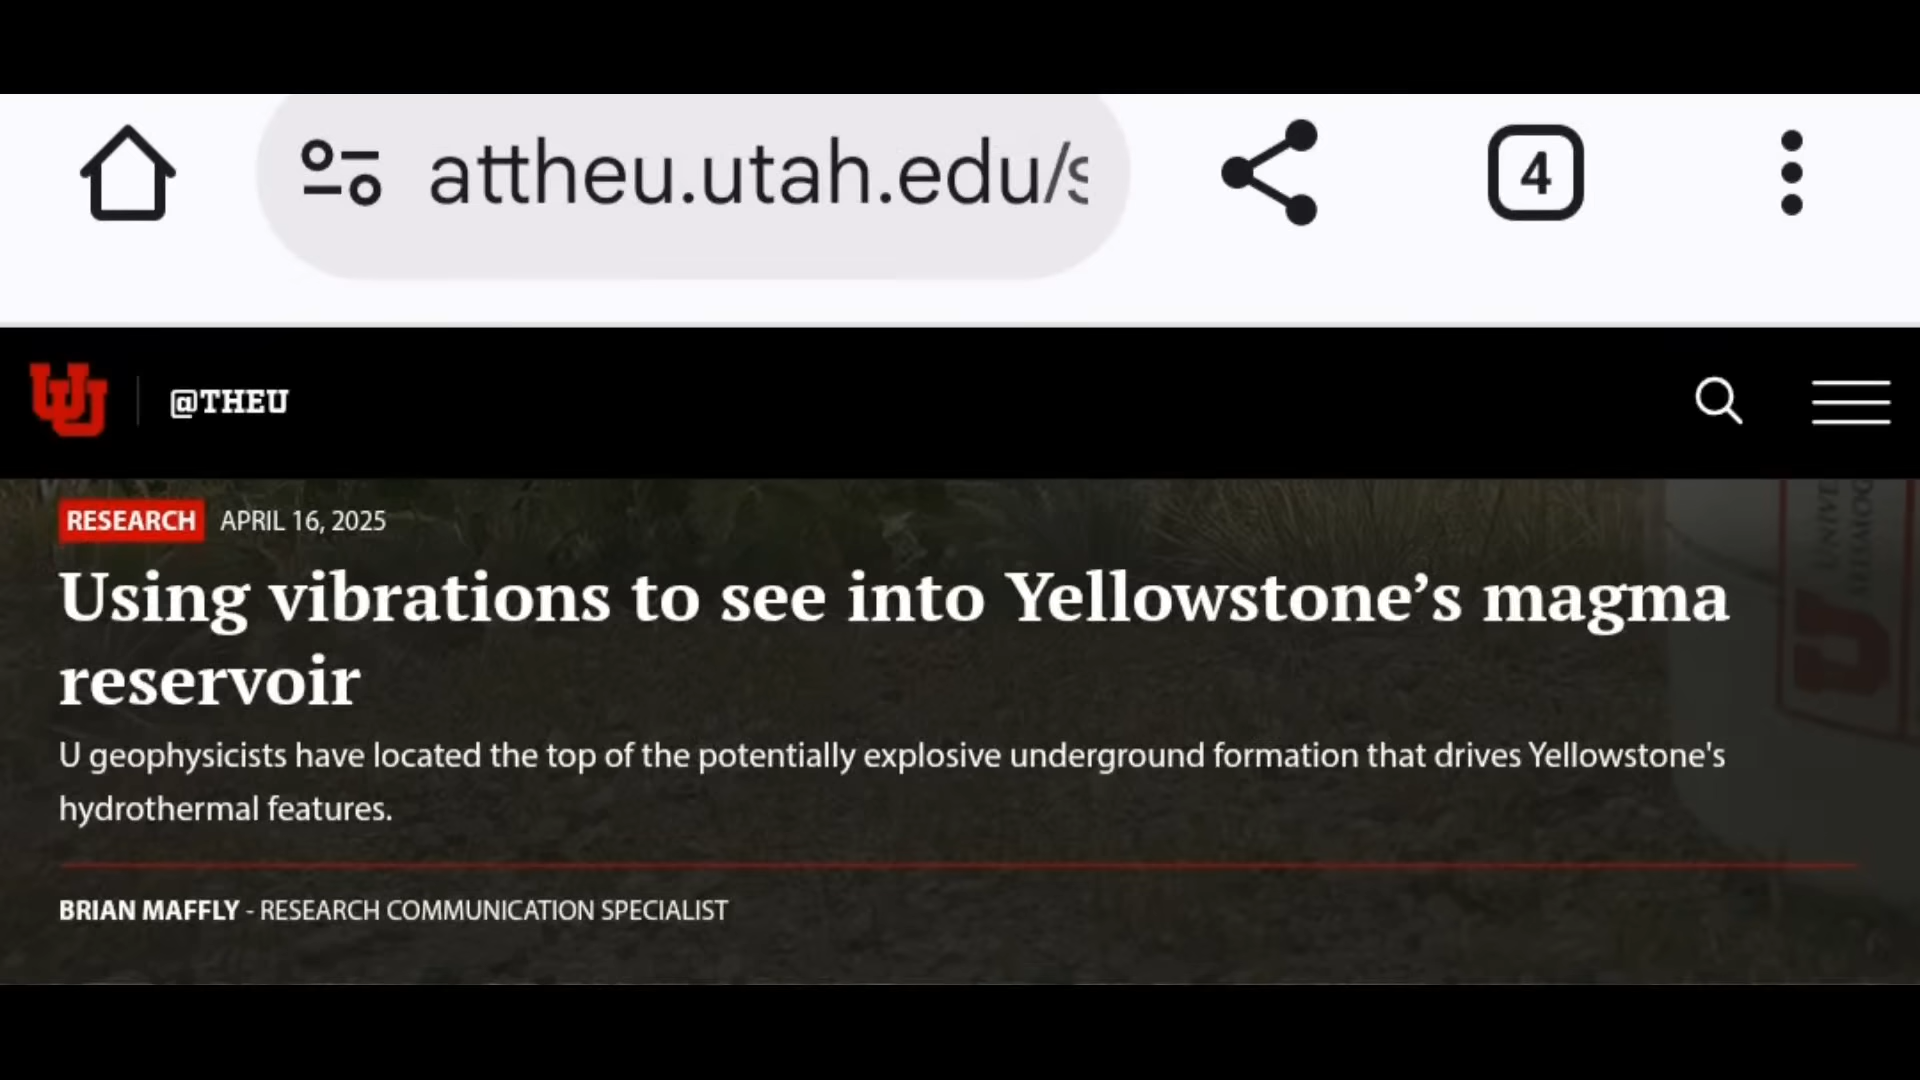 attheu.utah.edu/s
4
U
@THEU
RESEARCH APRIL 16, 2025
Using vibrations to see into Yellowstone’s magma
reservoir
U geophysicists have located the top of the potentially explosive underground formation that drives Yellowstone's
hydrothermal features.
BRIAN MAFFLY - RESEARCH COMMUNICATION SPECIALIST